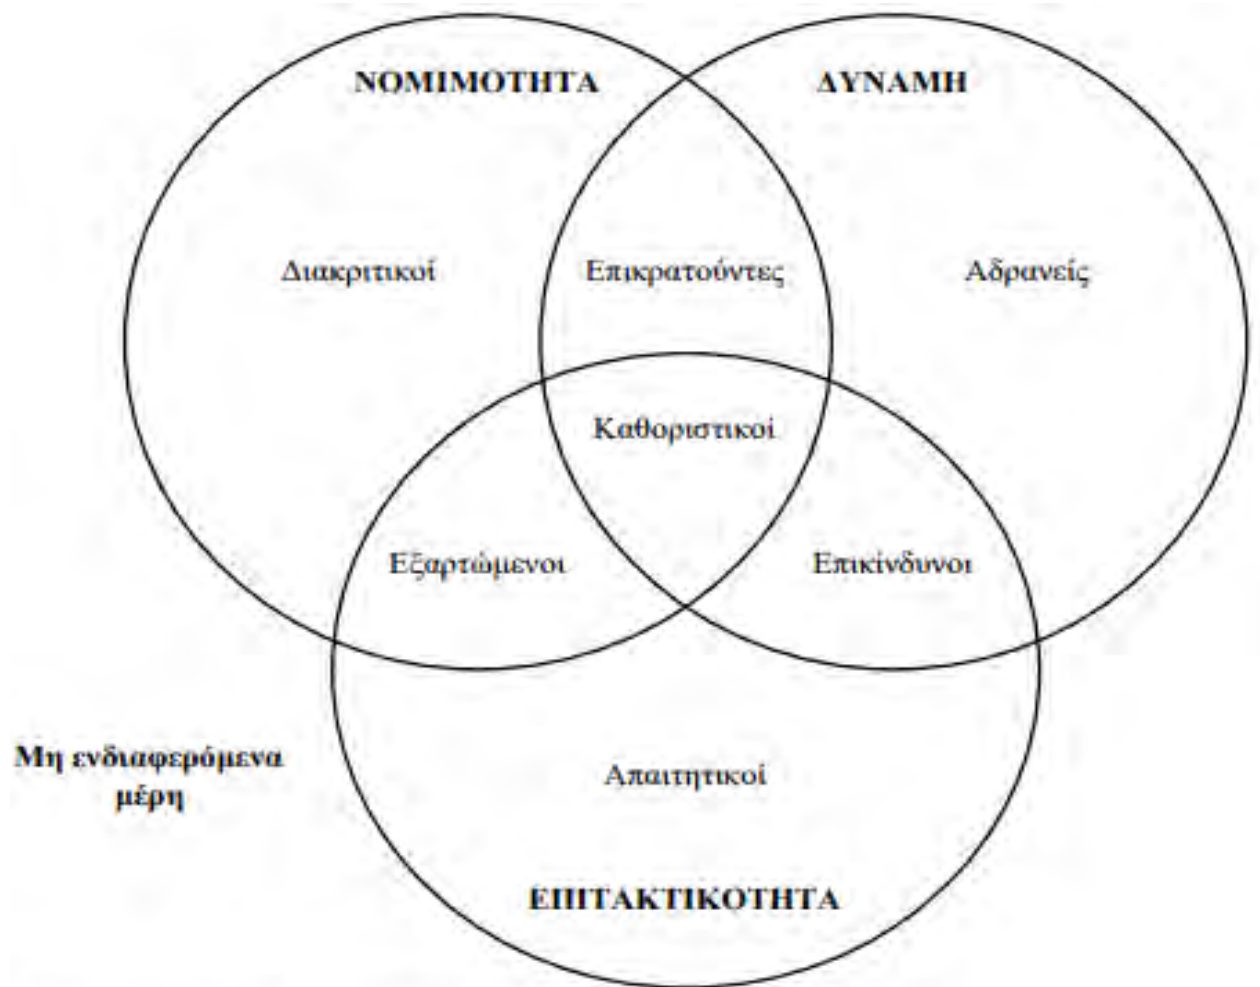 ΝΟΜΙΜΟΤΗΤΑ
ΔΥΝΑΜΗ
Διακριτικοί
Επικρατούντες
Αδρανείς
Καθοριστικοί
Εξαρτώμενοι
Επικίνδυνοι
Μη ενδιαφερόμενα
μέρη
Απαιτητικοί
ΕΠΙΤΑΚΤΙΚΟΤΗΤΑ